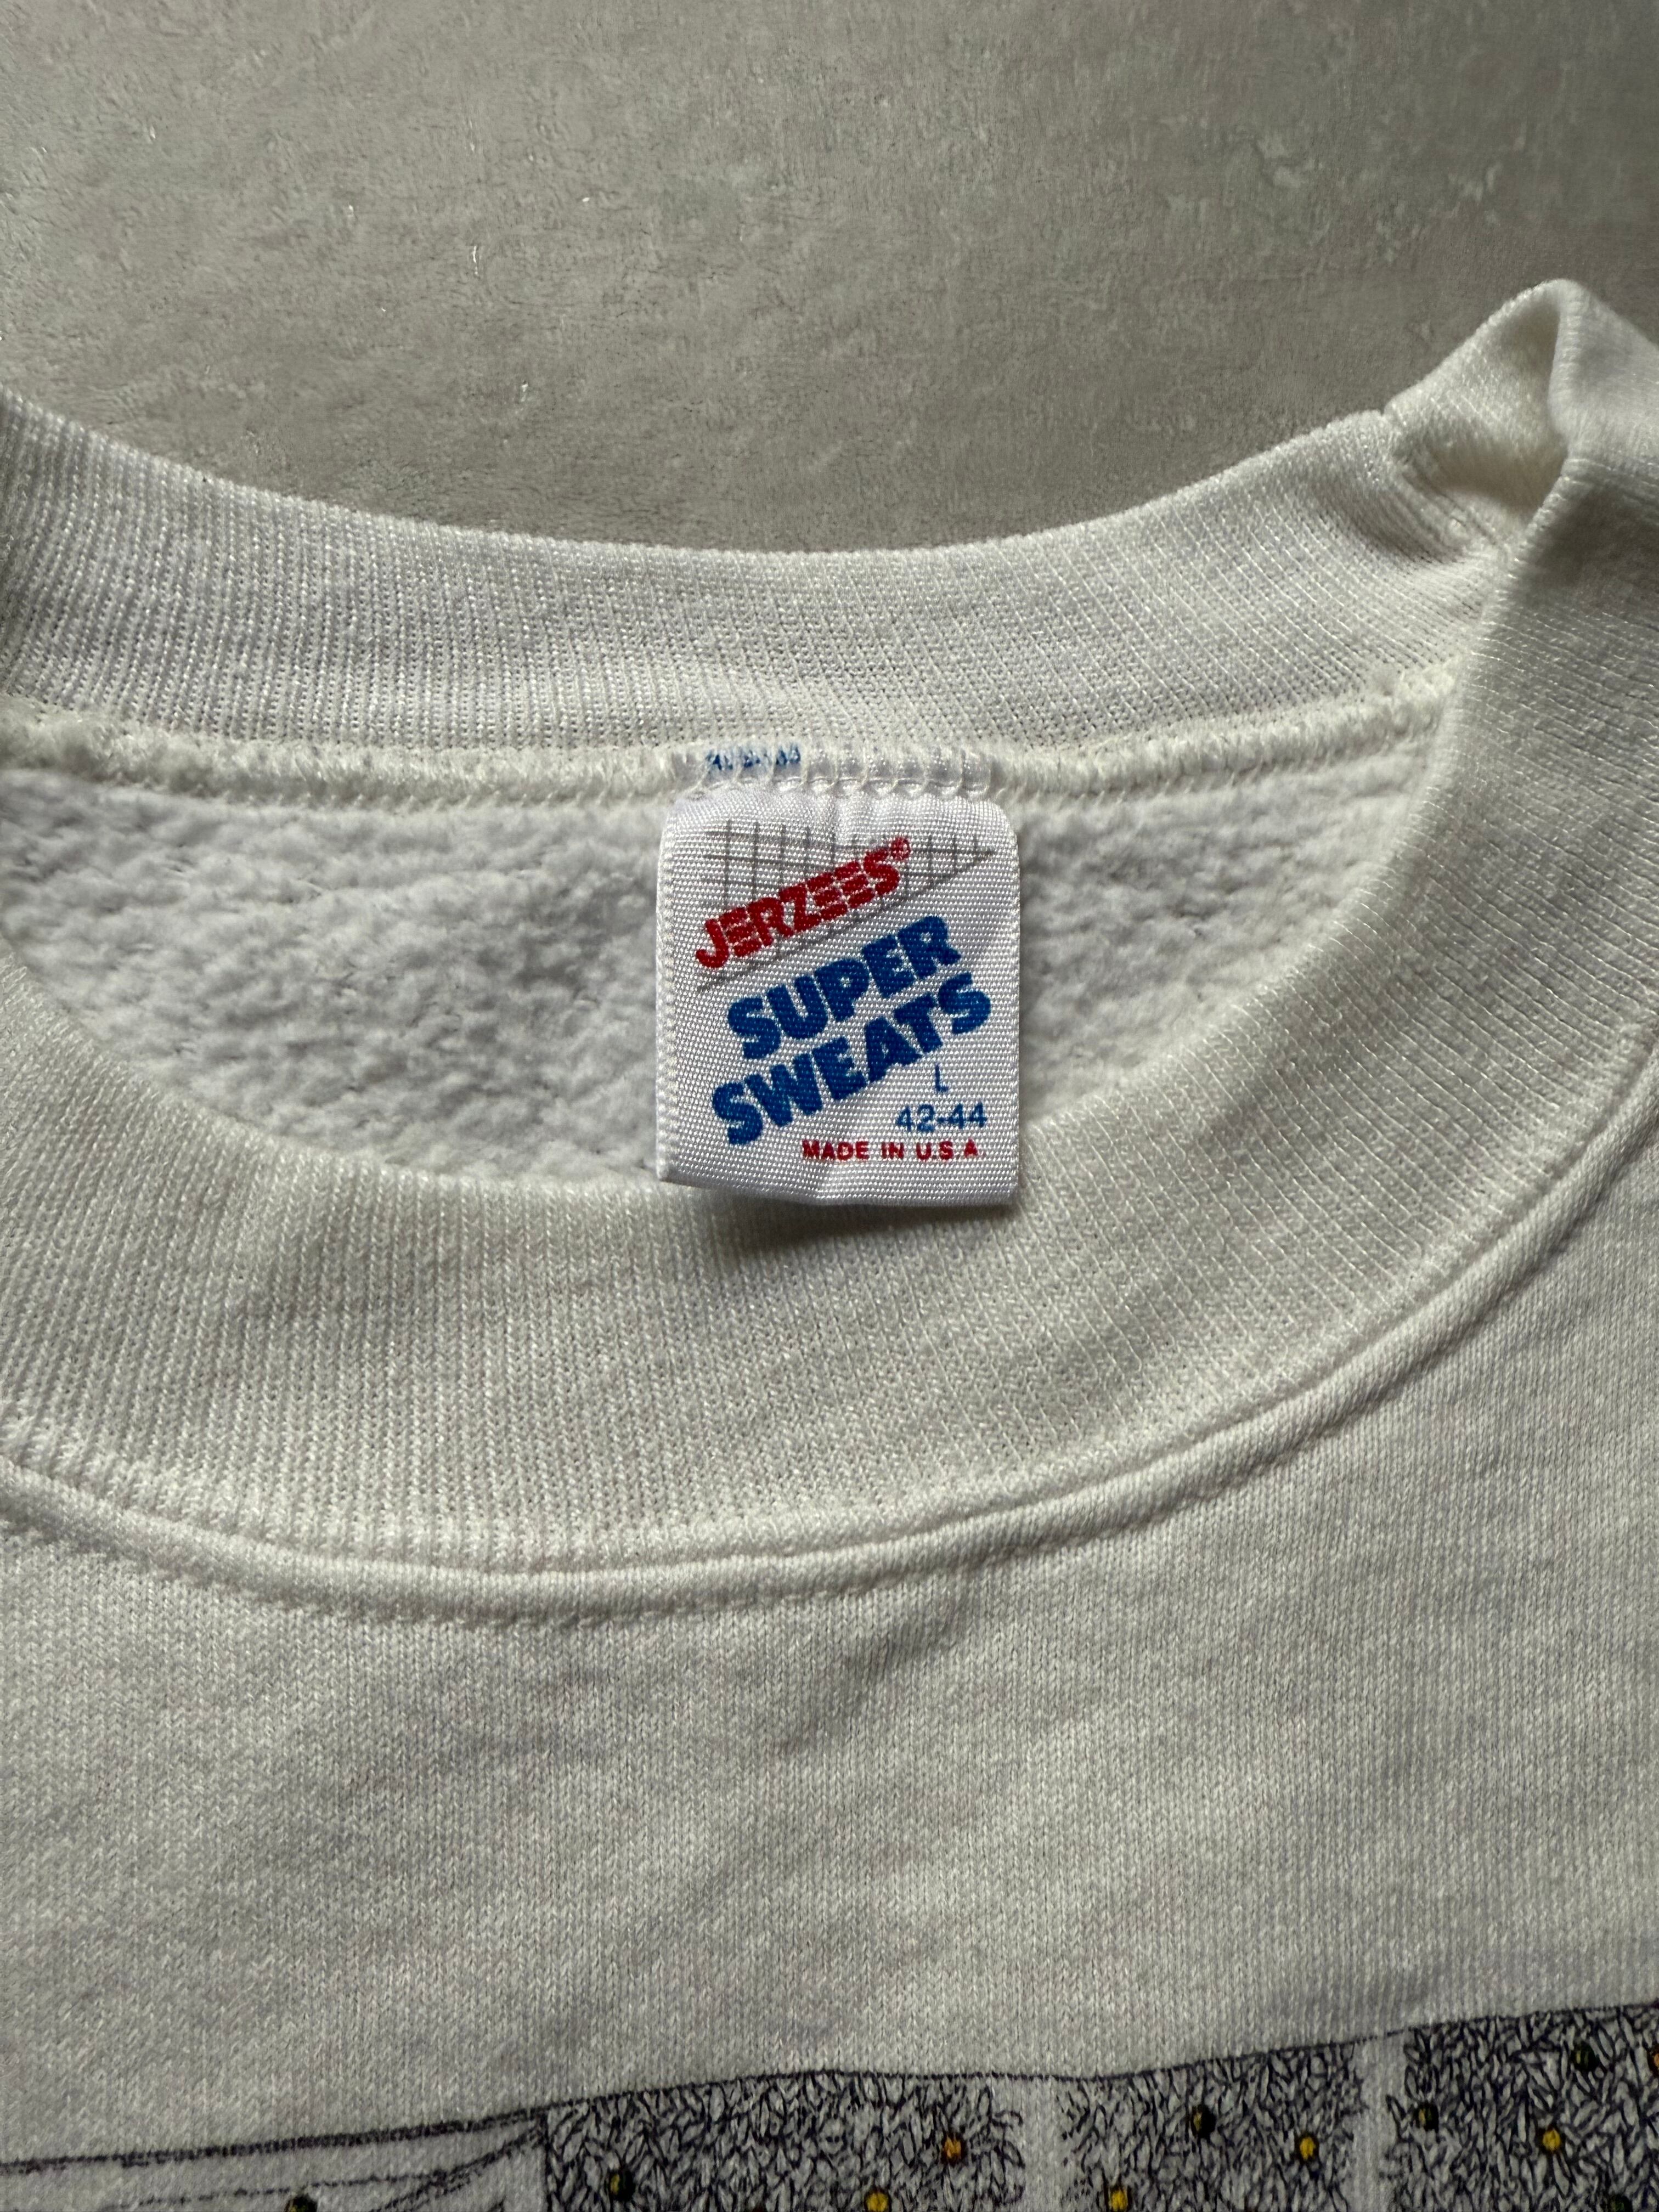 JERZEES®
SUPER
SWEATS
L
42-44
MADE IN U.S.A